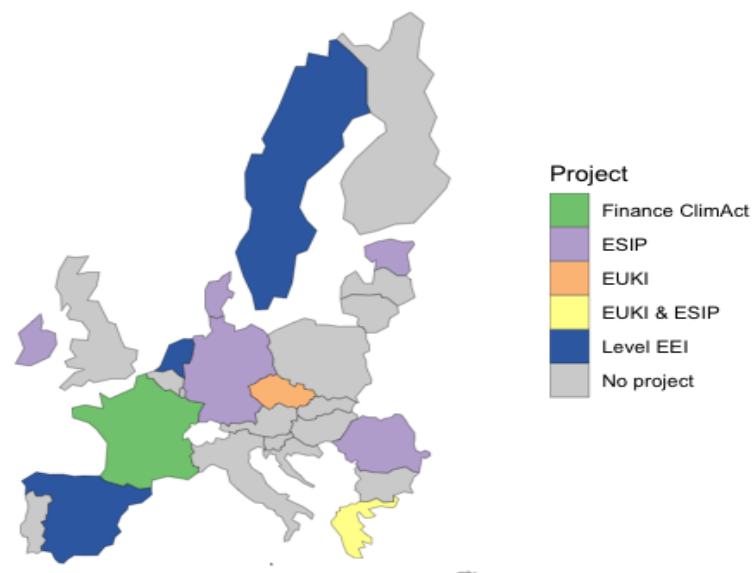 Project
Finance ClimAct
ESIP
EUKI
EUKI & ESIP
Level EEI
No project